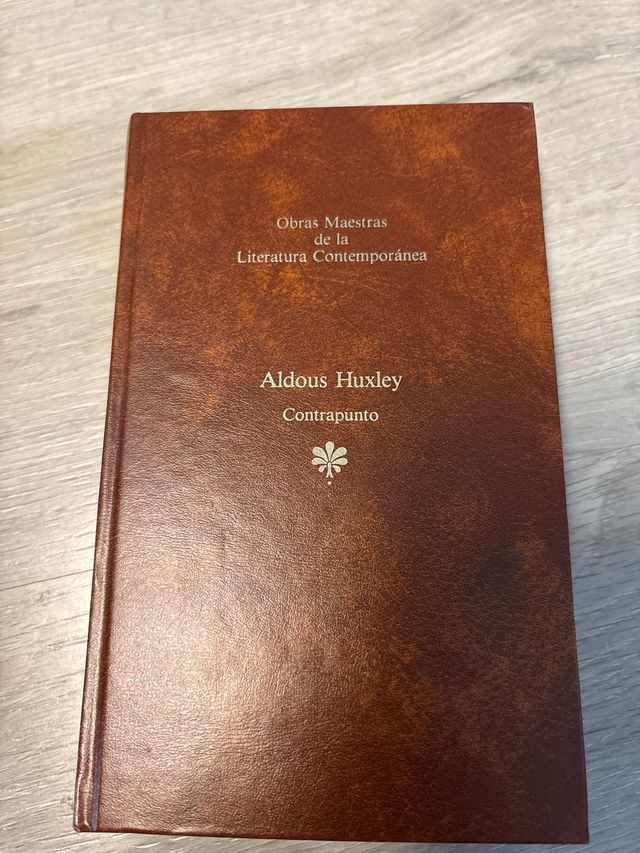 Obras Maestras
de la
Literatura Contemporánea
Aldous Huxley
Contrapunto